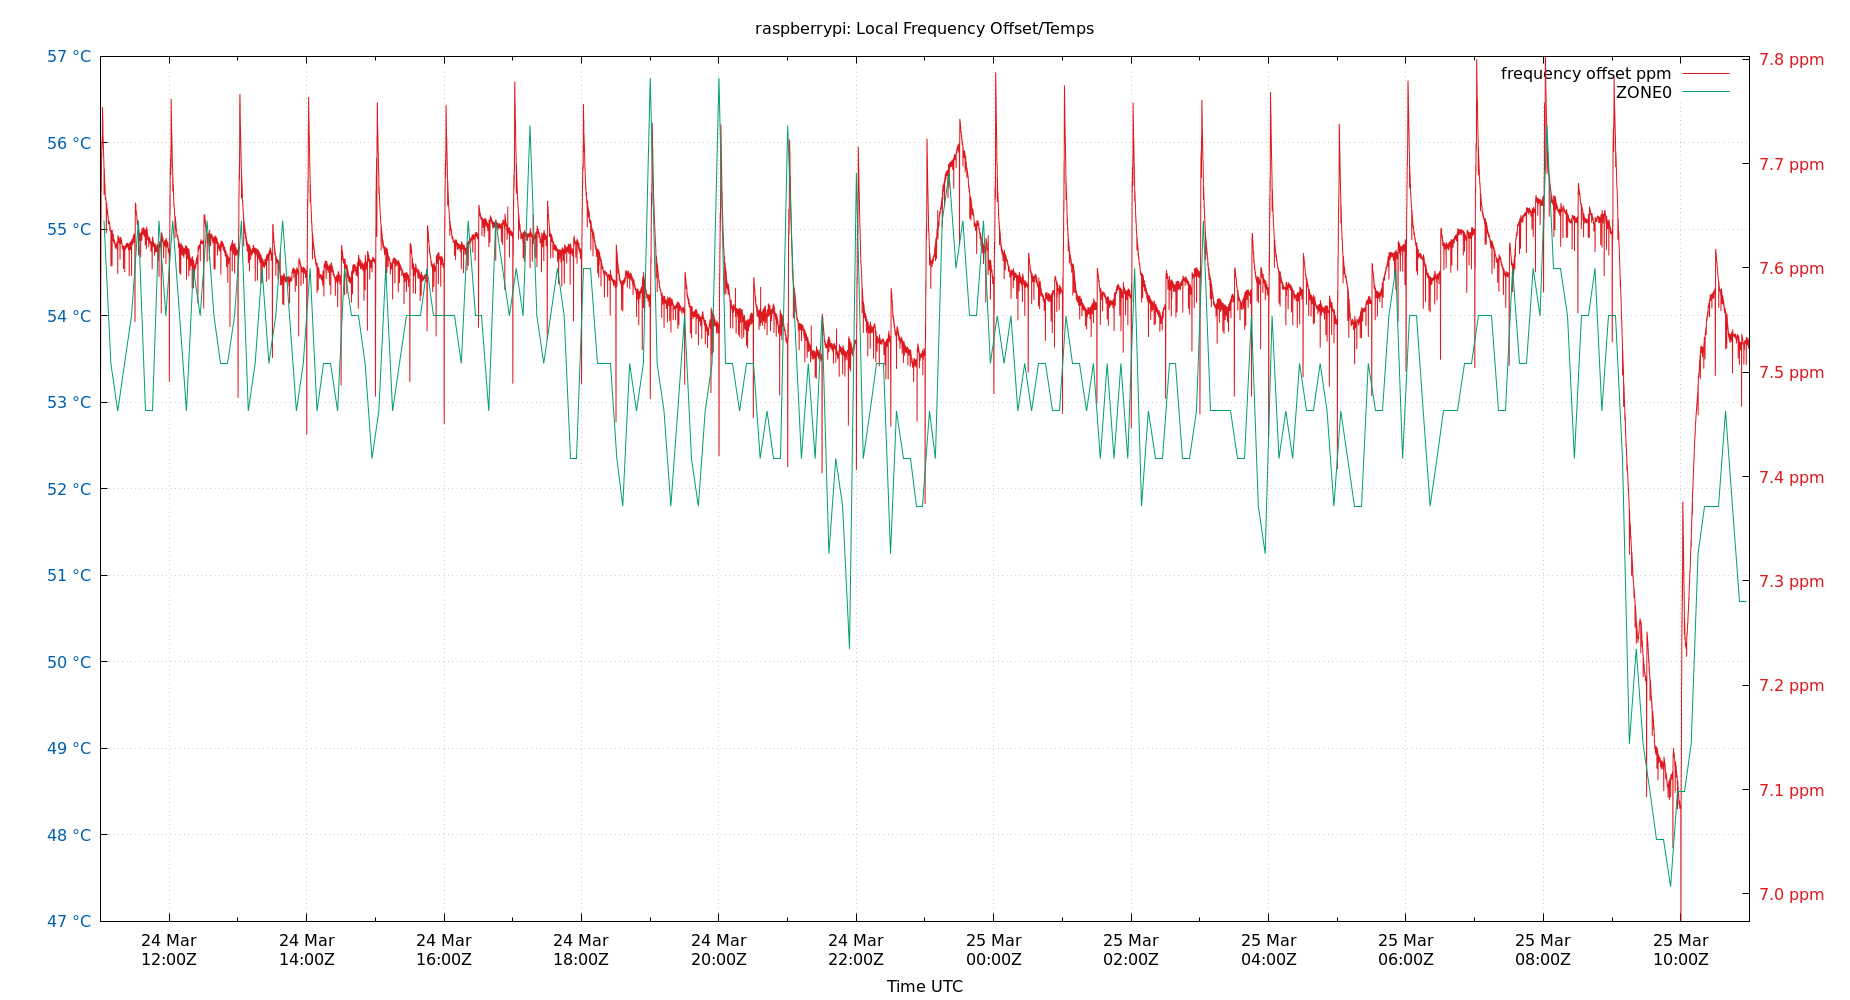 raspberrypi: Local Frequency Offset/Temps
57 °C
56 °C
55 °C
54 °C
53 °C
52 °C
51 °C
50 °C
49 °C
48 °C
47 °C
7.8 ppm
7.7 ppm
7.6 ppm
7.5 ppm
7.4 ppm
7.3 ppm
7.2 ppm
7.1 ppm
7.0 ppm
frequency offset ppm
ZONE0
24 Mar
12:00Z
24 Mar
14:00Z
24 Mar
16:00Z
24 Mar
18:00Z
24 Mar
20:00Z
24 Mar
22:00Z
25 Mar
00:00Z
25 Mar
02:00Z
25 Mar
04:00Z
25 Mar
06:00Z
25 Mar
08:00Z
25 Mar
10:00Z
Time UTC